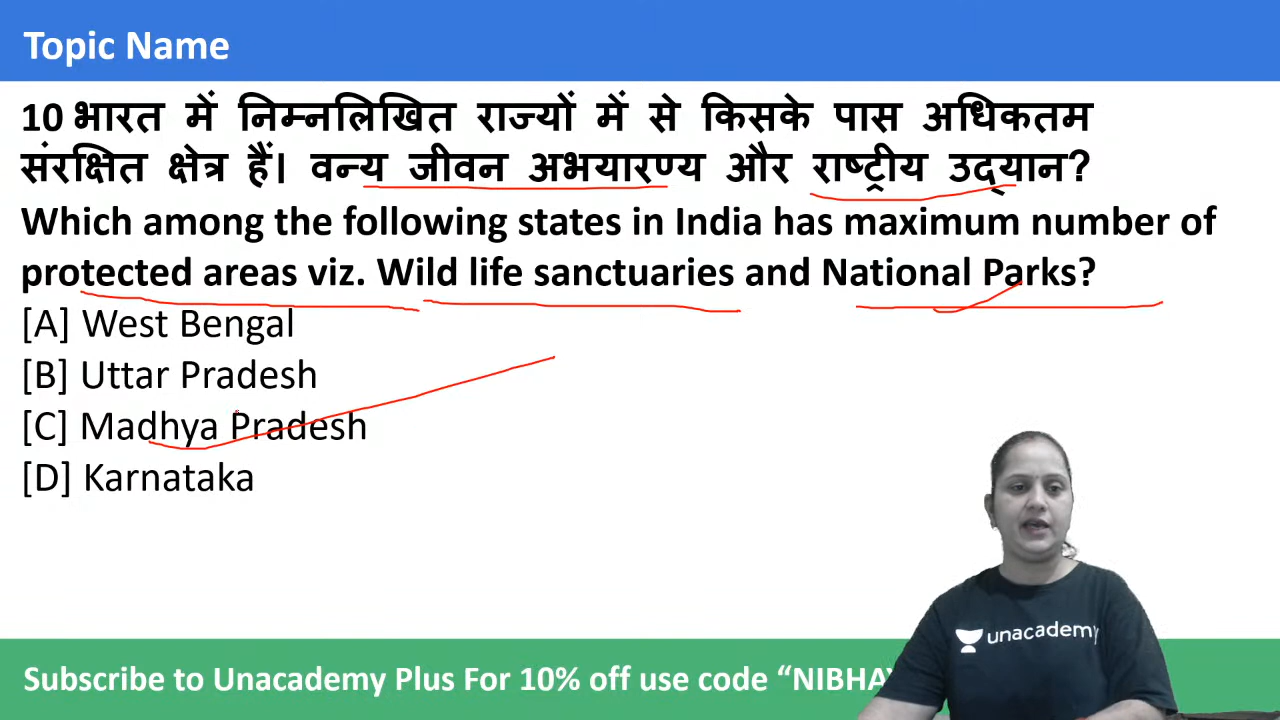 Topic Name
10 भारत में निम्नलिखित राज्यों में से किसके पास अधिकतम
संरक्षित क्षेत्र हैं। वन्य जीवन अभयारण्य और राष्ट्रीय उद्यान?
Which among the following states in India has maximum number of
protected areas viz. Wild life sanctuaries and National Parks?
[A] West Bengal
[B] Uttar Pradesh
[C] Madhya Pradesh
[D] Karnataka
unacademy
Subscribe to Unacademy Plus For 10% off use code “NIBHA